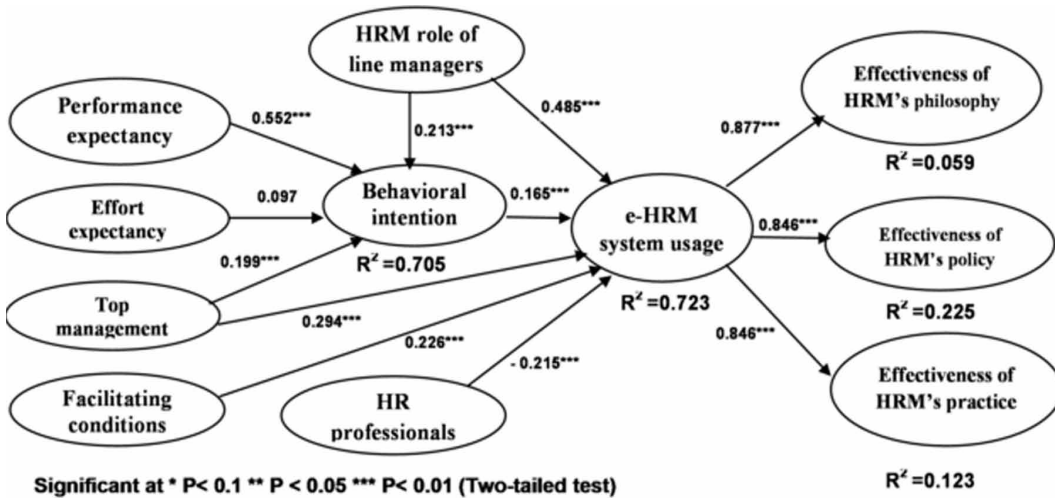 HRM role of
line managers
Effectiveness of
HRM's philosophy
Performance
expectancy
0.552***
0.213***
0.485***
0.877***
R²=0.059
Effort
expectancy
0.097
Behavioral
intention
0.165***
e-HRM
system usage
0.846***
Effectiveness of
HRM's policy
0.199***
R²=0.705
R²=0.723
R²=0.225
Top
management
0.294***
0.226***
- 0.215***
0.846***
Facilitating
conditions
HR
professionals
Effectiveness of
HRM's practice
R²=0.123
Significant at * P< 0.1 ** P < 0.05 *** P< 0.01 (Two-tailed test)